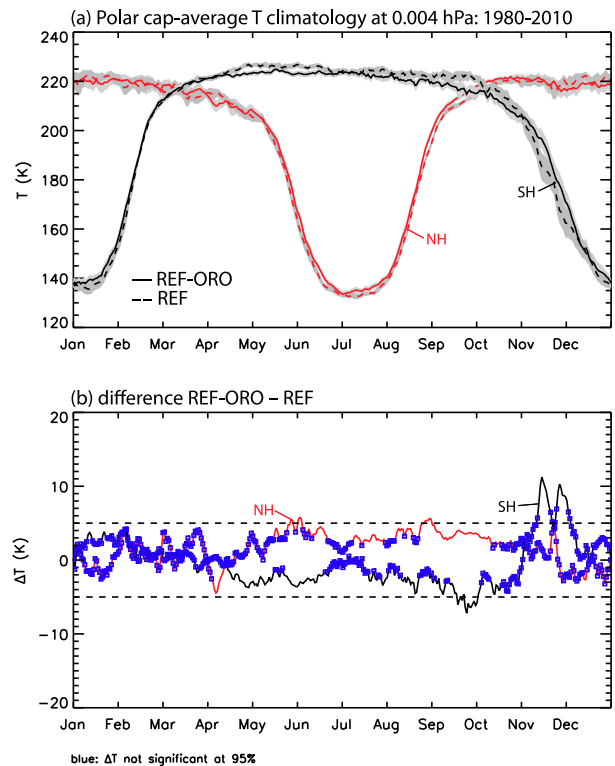 (a) Polar cap-average T climatology at 0.004 hPa: 1980-2010
240
220
200
180
160
140
120
T (K)
SH
NH
REF-ORO
REF
Jan Feb Mar Apr May Jun Jul Aug Sep Oct Nov Dec
(b) difference REF-ORO – REF
20
10
0
−10
−20
ΔT (K)
NH
SH
Jan Feb Mar Apr May Jun Jul Aug Sep Oct Nov Dec
blue: ΔT not significant at 95%